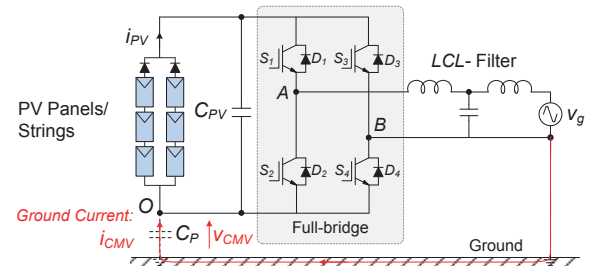 iPV
PV Panels/
Strings
CPV
S1
D1
S3
D3
A
B
S2
D2
S4
D4
Full-bridge
LCL- Filter
vg
O
Ground Current:
iCMV
CP
vCMV
Ground